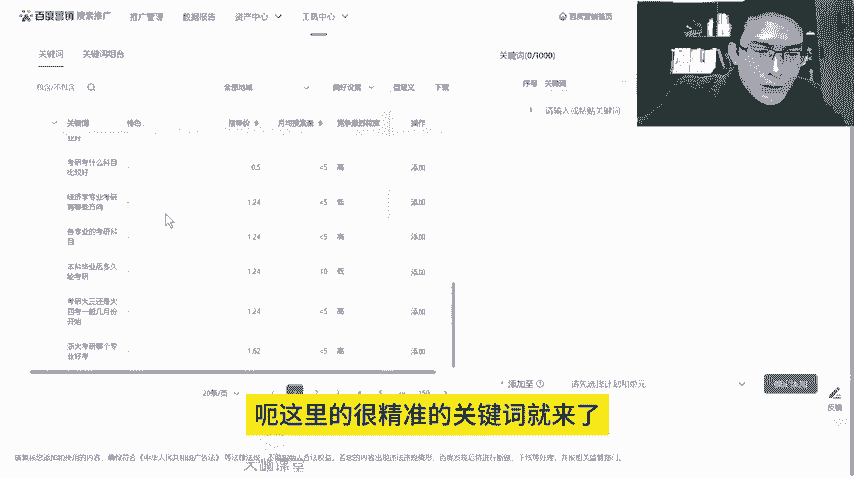 百度营销 搜索推广 推广管理 数据报告 资产中心 工具中心 百度营销首页
关键词 关键词组合 关键词(0/1000)
包含/不包含 全部地域 偏好设置 自定义 下载
序号 关键词
关键词 特色 指导价 月均搜索量 竞争激烈程度 操作
1 请输入或粘贴关键词
业好
考研考什么科目
比较好
- 0.5 <5 高 添加
经济学专业考研
有哪些方向
- 1.24 <5 低 添加
各专业的考研科
目
- 1.24 <5 高 添加
本科毕业后多久
能考研
- 1.24 10 低 添加
考研大三还是大
四考一般几月份
开始
- 1.24 <5 高 添加
浙大考研哪个专
业好考
- 1.62 <5 高 添加
20条/页 1 2 3 4 5 150
* 添加至 请先选择计划和单元
反馈
呃这里的很精准的关键词就来了